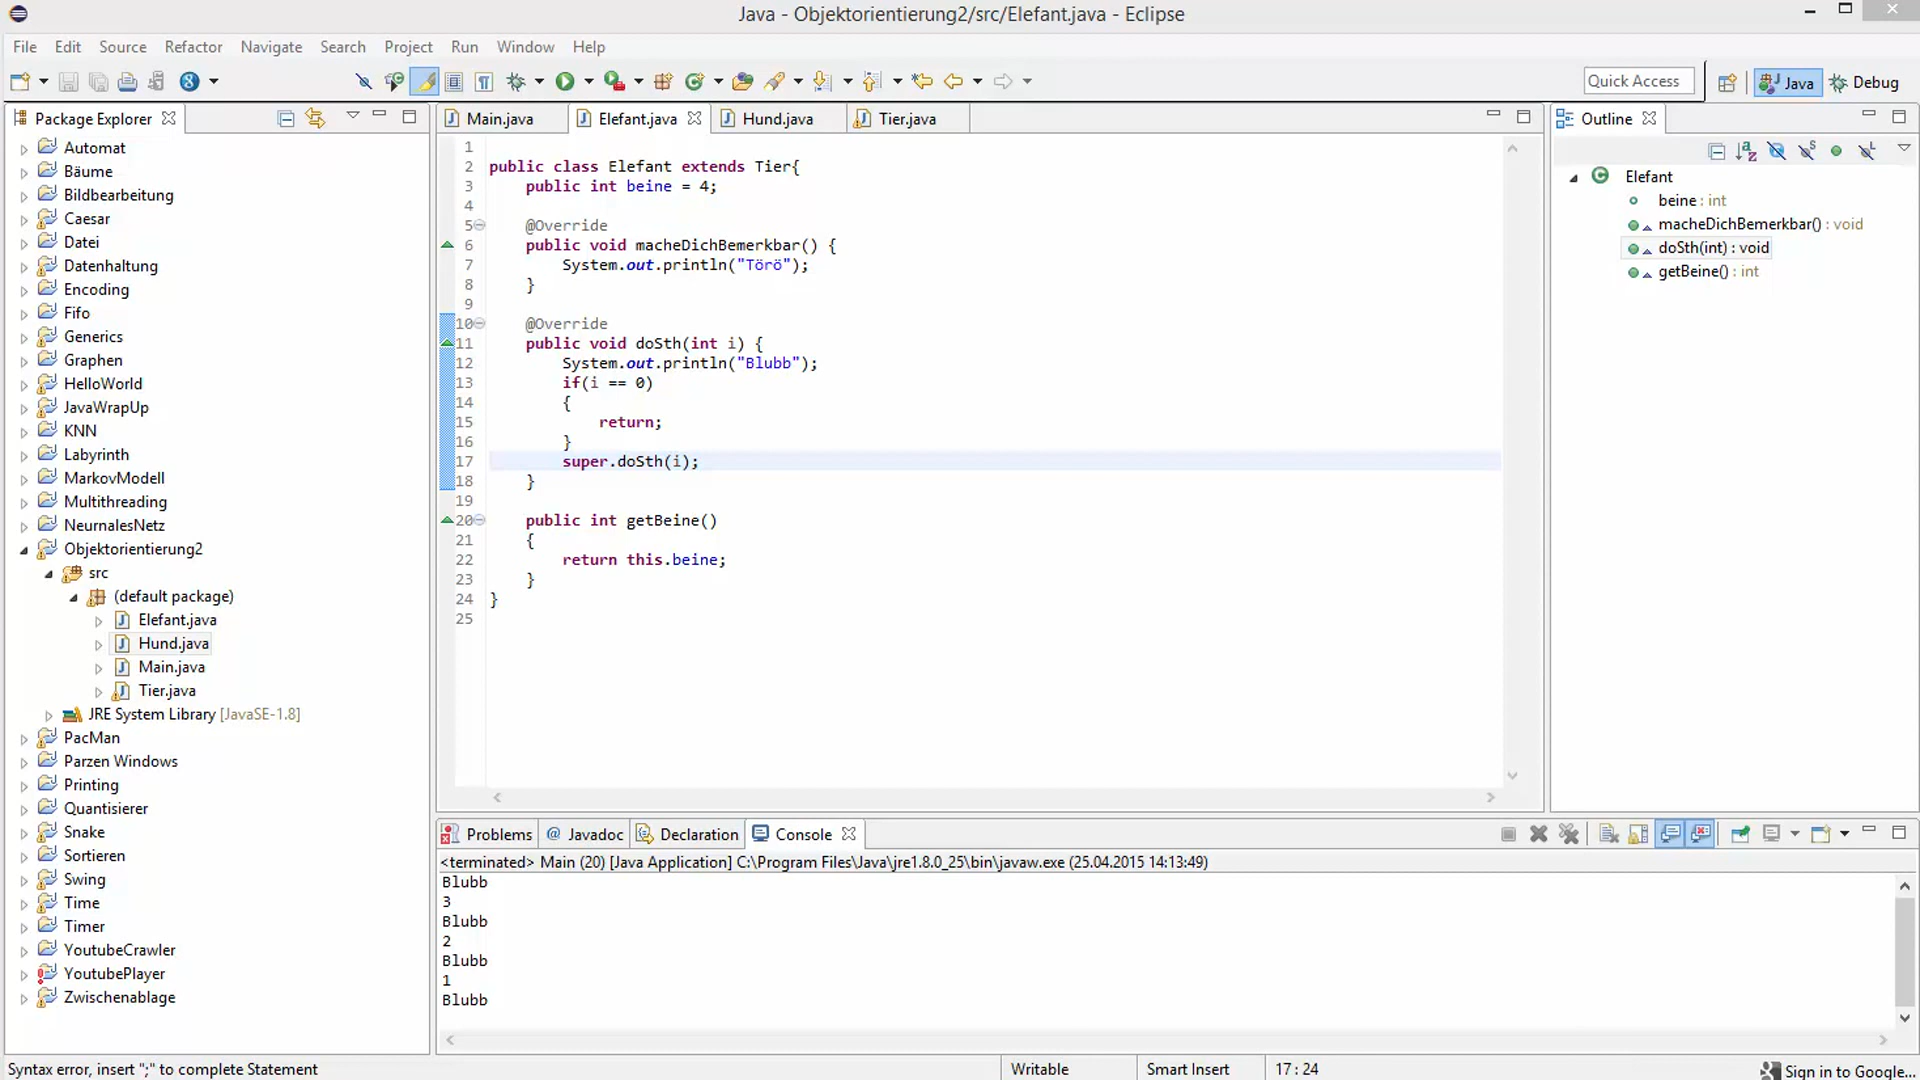 Java - Objektorientierung2/src/Elefant.java - Eclipse
File Edit Source Refactor Navigate Search Project Run Window Help
Quick Access Java Debug
Package Explorer
Automat
Bäume
Bildbearbeitung
Caesar
Datei
Datenhaltung
Encoding
Fifo
Generics
Graphen
HelloWorld
JavaWrapUp
KNN
Labyrinth
MarkovModell
Multithreading
NeurnalesNetz
Objektorientierung2
src
(default package)
Elefant.java
Hund.java
Main.java
Tier.java
JRE System Library [JavaSE-1.8]
PacMan
Parzen Windows
Printing
Quantisierer
Snake
Sortieren
Swing
Time
Timer
YoutubeCrawler
YoutubePlayer
Zwischenablage
Main.java Elefant.java Hund.java Tier.java
1
2 public class Elefant extends Tier{
3 public int beine = 4;
4
5 @Override
6 public void macheDichBemerkbar() {
7 System.out.println("Törö");
8 }
9
10 @Override
11 public void doSth(int i) {
12 System.out.println("Blubb");
13 if(i == 0)
14 {
15 return;
16 }
17 super.doSth(i);
18 }
19
20 public int getBeine()
21 {
22 return this.beine;
23 }
24 }
25
Outline
Elefant
beine : int
macheDichBemerkbar() : void
doSth(int) : void
getBeine() : int
Problems @ Javadoc Declaration Console
<terminated> Main (20) [Java Application] C:\Program Files\Java\jre1.8.0_25\bin\javaw.exe (25.04.2015 14:13:49)
Blubb
3
Blubb
2
Blubb
1
Blubb
Syntax error, insert ";" to complete Statement Writable Smart Insert 17 : 24 Sign in to Google...